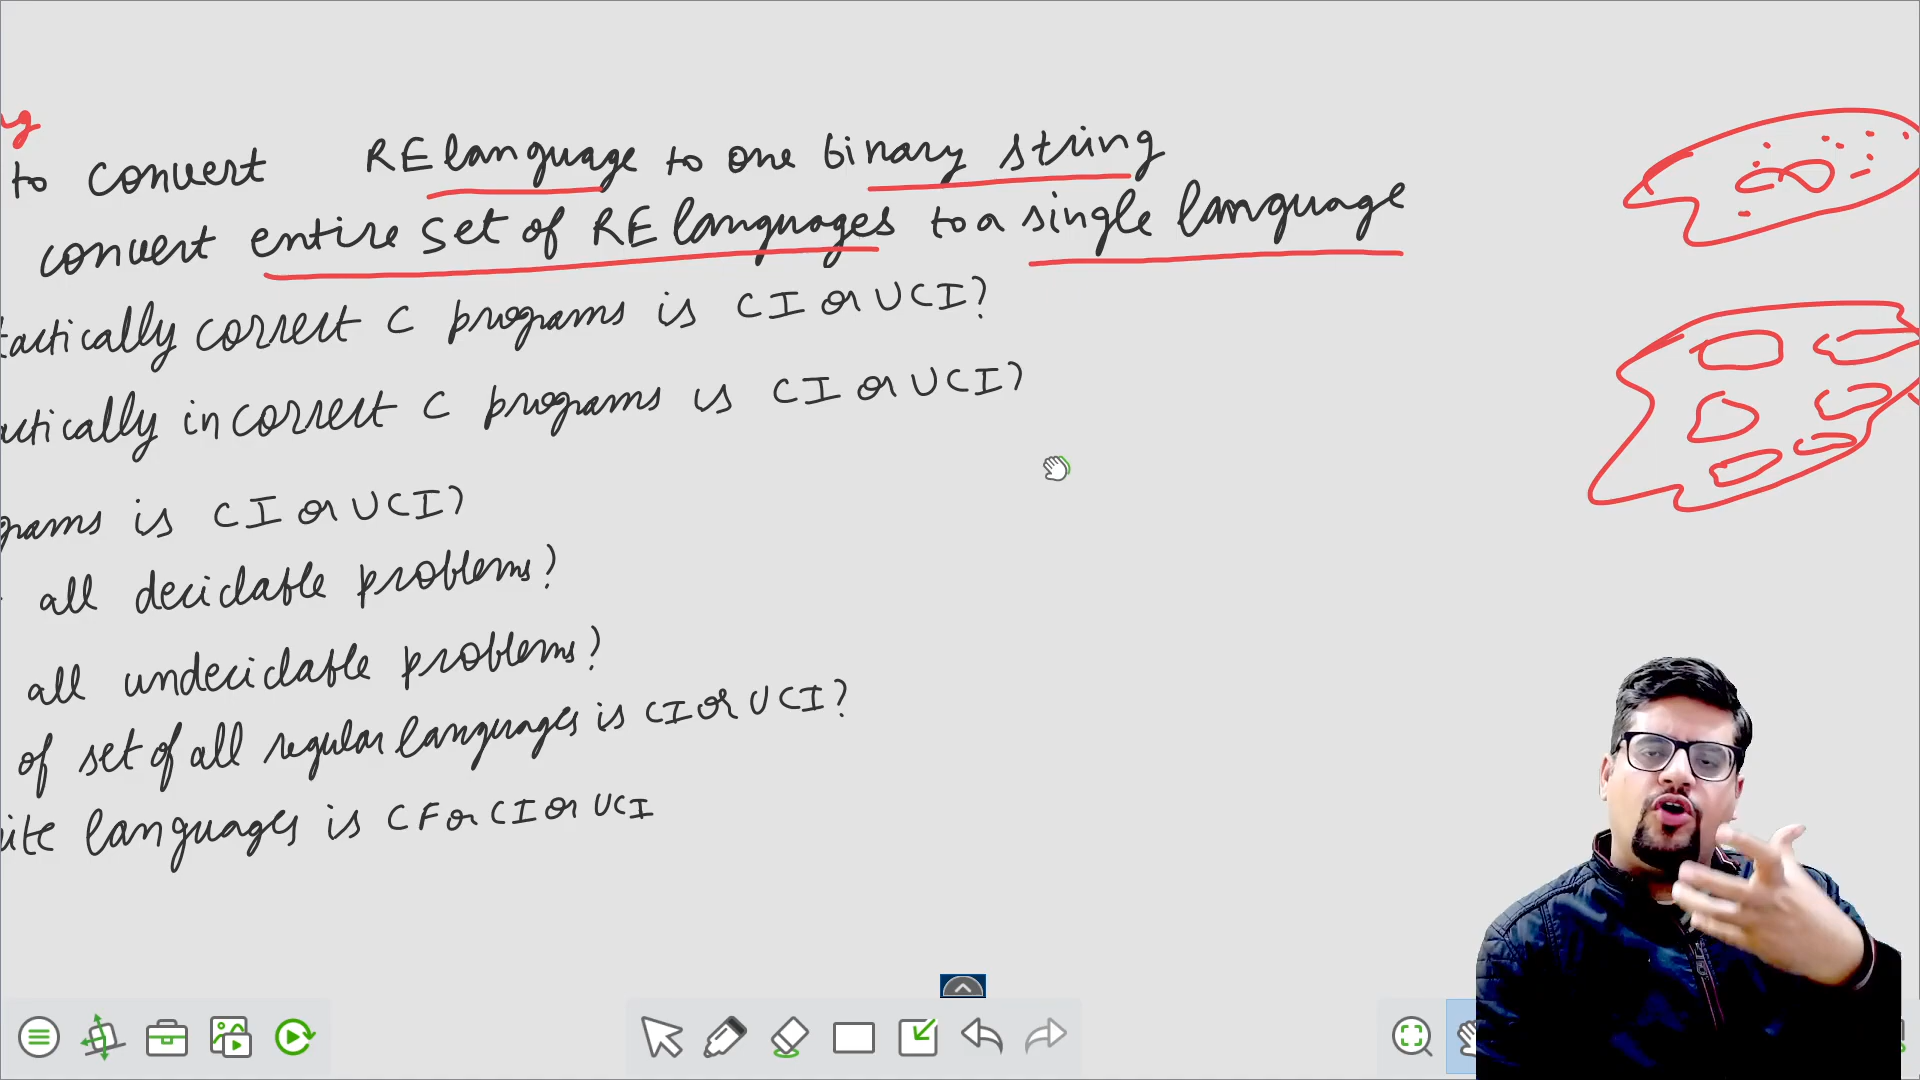 to convert RE language to one binary string
convert entire set of RE languages to a single language
tactically correct C programs is CI or UCI?
actically incorrect C programs is CI or UCI?
grams is CI or UCI?
all decidable problems?
all undecidable problems?
of set of all regular languages is CI or UCI?
ite languages is CF or CI or UCI